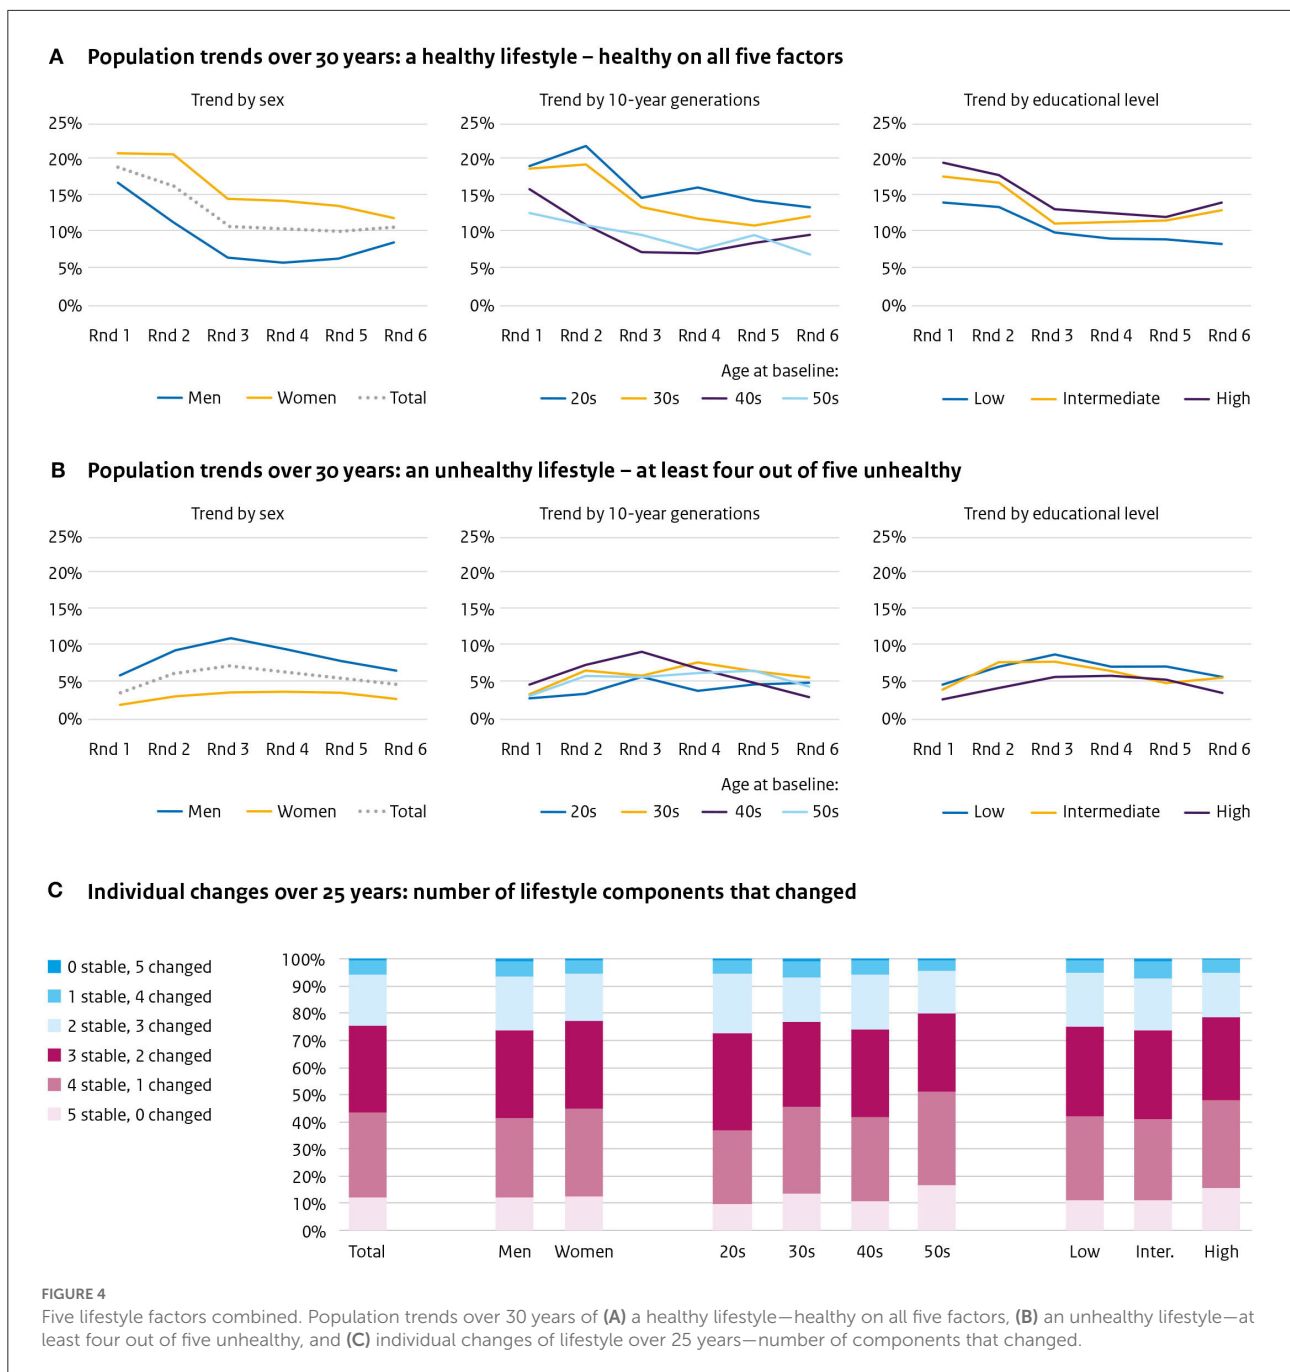 A Population trends over 30 years: a healthy lifestyle – healthy on all five factors
Trend by sex
25%
20%
15%
10%
5%
0%
Rnd 1 Rnd 2 Rnd 3 Rnd 4 Rnd 5 Rnd 6
Men Women Total
Trend by 10-year generations
25%
20%
15%
10%
5%
0%
Rnd 1 Rnd 2 Rnd 3 Rnd 4 Rnd 5 Rnd 6
Age at baseline:
20s 30s 40s 50s
Trend by educational level
25%
20%
15%
10%
5%
0%
Rnd 1 Rnd 2 Rnd 3 Rnd 4 Rnd 5 Rnd 6
Low Intermediate High
B Population trends over 30 years: an unhealthy lifestyle – at least four out of five unhealthy
Trend by sex
25%
20%
15%
10%
5%
0%
Rnd 1 Rnd 2 Rnd 3 Rnd 4 Rnd 5 Rnd 6
Men Women Total
Trend by 10-year generations
25%
20%
15%
10%
5%
0%
Rnd 1 Rnd 2 Rnd 3 Rnd 4 Rnd 5 Rnd 6
Age at baseline:
20s 30s 40s 50s
Trend by educational level
25%
20%
15%
10%
5%
0%
Rnd 1 Rnd 2 Rnd 3 Rnd 4 Rnd 5 Rnd 6
Low Intermediate High
C Individual changes over 25 years: number of lifestyle components that changed
0 stable, 5 changed
1 stable, 4 changed
2 stable, 3 changed
3 stable, 2 changed
4 stable, 1 changed
5 stable, 0 changed
100%
90%
80%
70%
60%
50%
40%
30%
20%
10%
0%
Total Men Women 20s 30s 40s 50s Low Inter. High
FIGURE 4
Five lifestyle factors combined. Population trends over 30 years of (A) a healthy lifestyle—healthy on all five factors, (B) an unhealthy lifestyle—at
least four out of five unhealthy, and (C) individual changes of lifestyle over 25 years—number of components that changed.